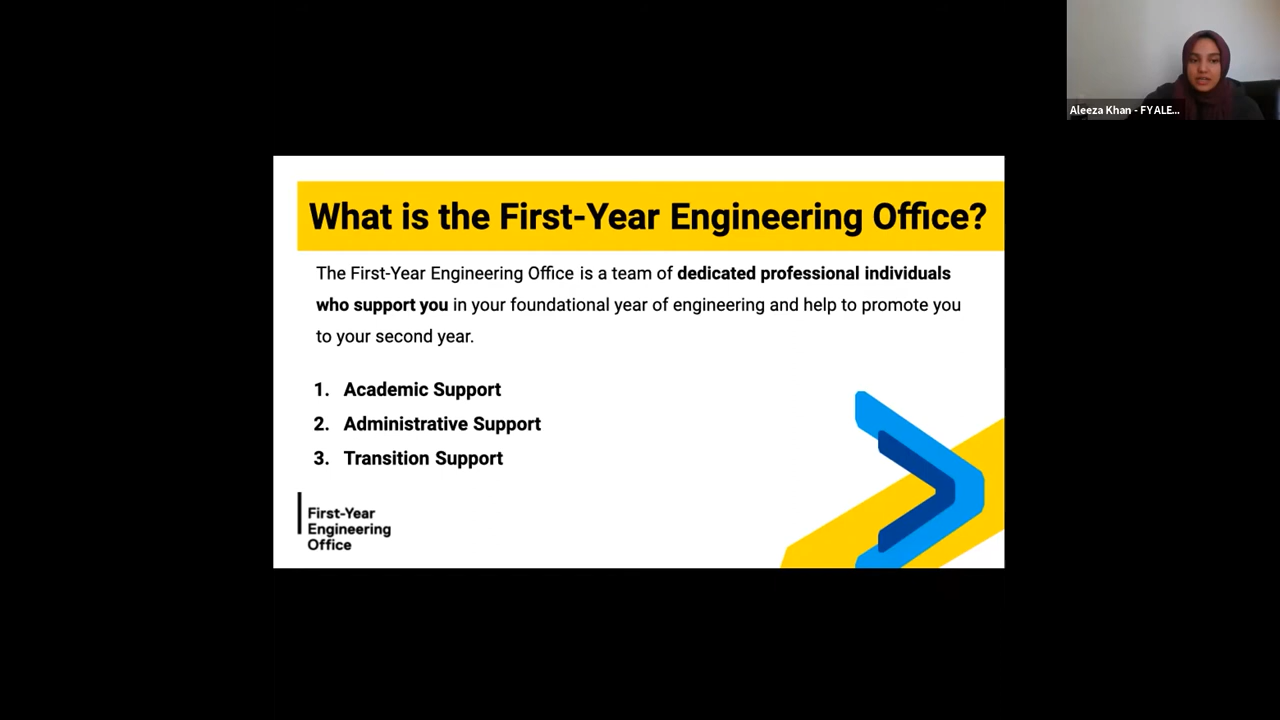 Aleeza Khan - FYALE...
What is the First-Year Engineering Office?
The First-Year Engineering Office is a team of dedicated professional individuals
who support you in your foundational year of engineering and help to promote you
to your second year.
1. Academic Support
2. Administrative Support
3. Transition Support
First-Year
Engineering
Office